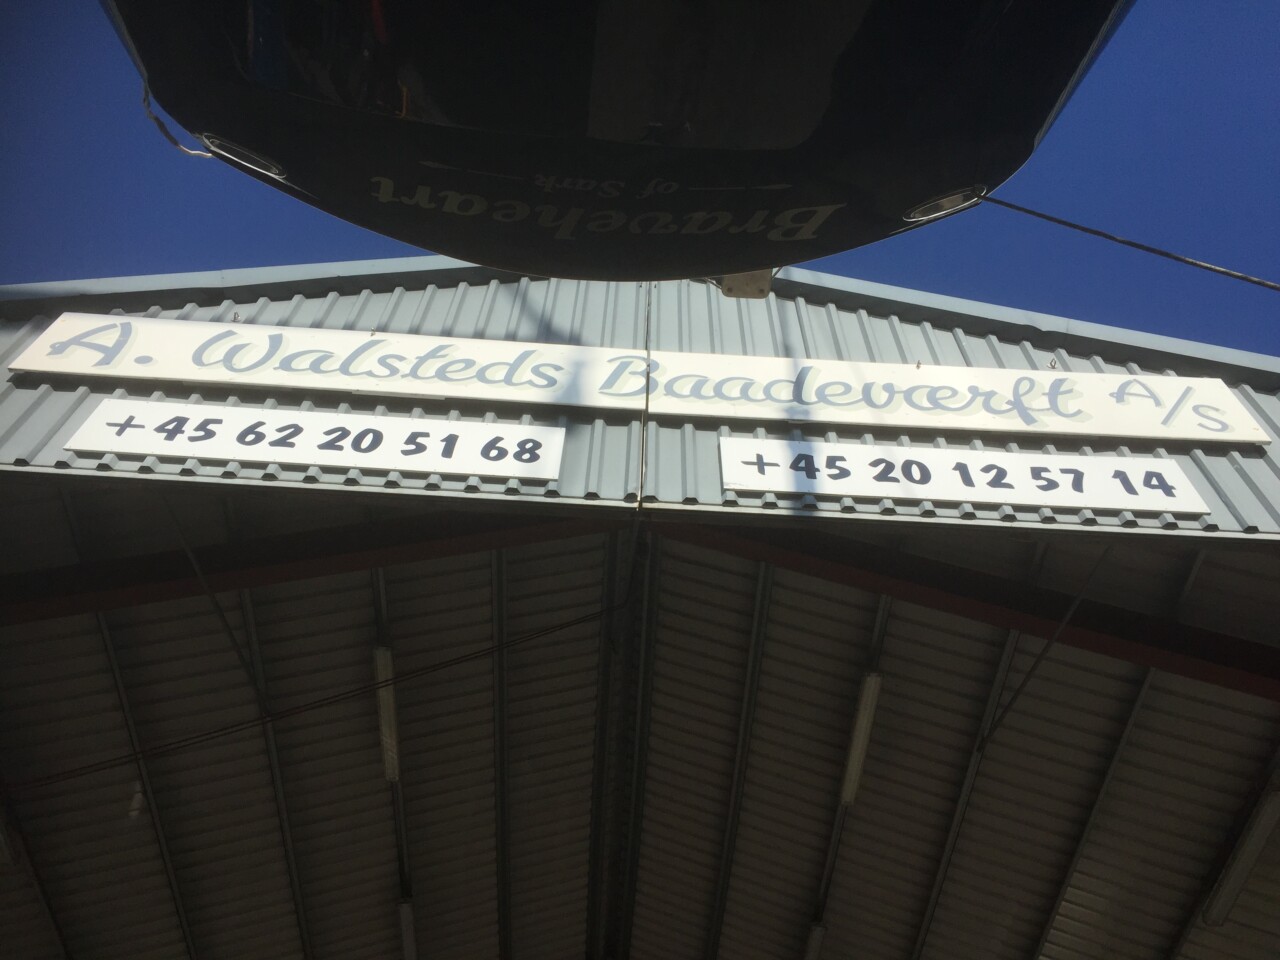 Braveheart
of Sark
A. Walsteds Baadeværft A/S
+45 62 20 51 68
+45 20 12 57 14